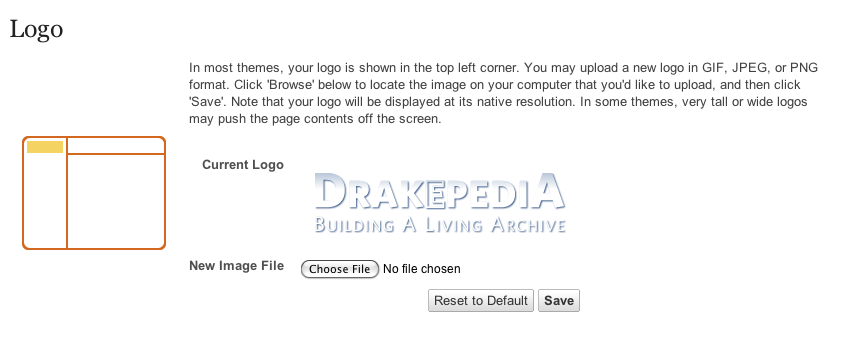 Logo
In most themes, your logo is shown in the top left corner. You may upload a new logo in GIF, JPEG, or PNG
format. Click 'Browse' below to locate the image on your computer that you'd like to upload, and then click
'Save'. Note that your logo will be displayed at its native resolution. In some themes, very tall or wide logos
may push the page contents off the screen.
Current Logo
DRAKEPEDIA
BUILDING A LIVING ARCHIVE
New Image File Choose File No file chosen
Reset to Default Save